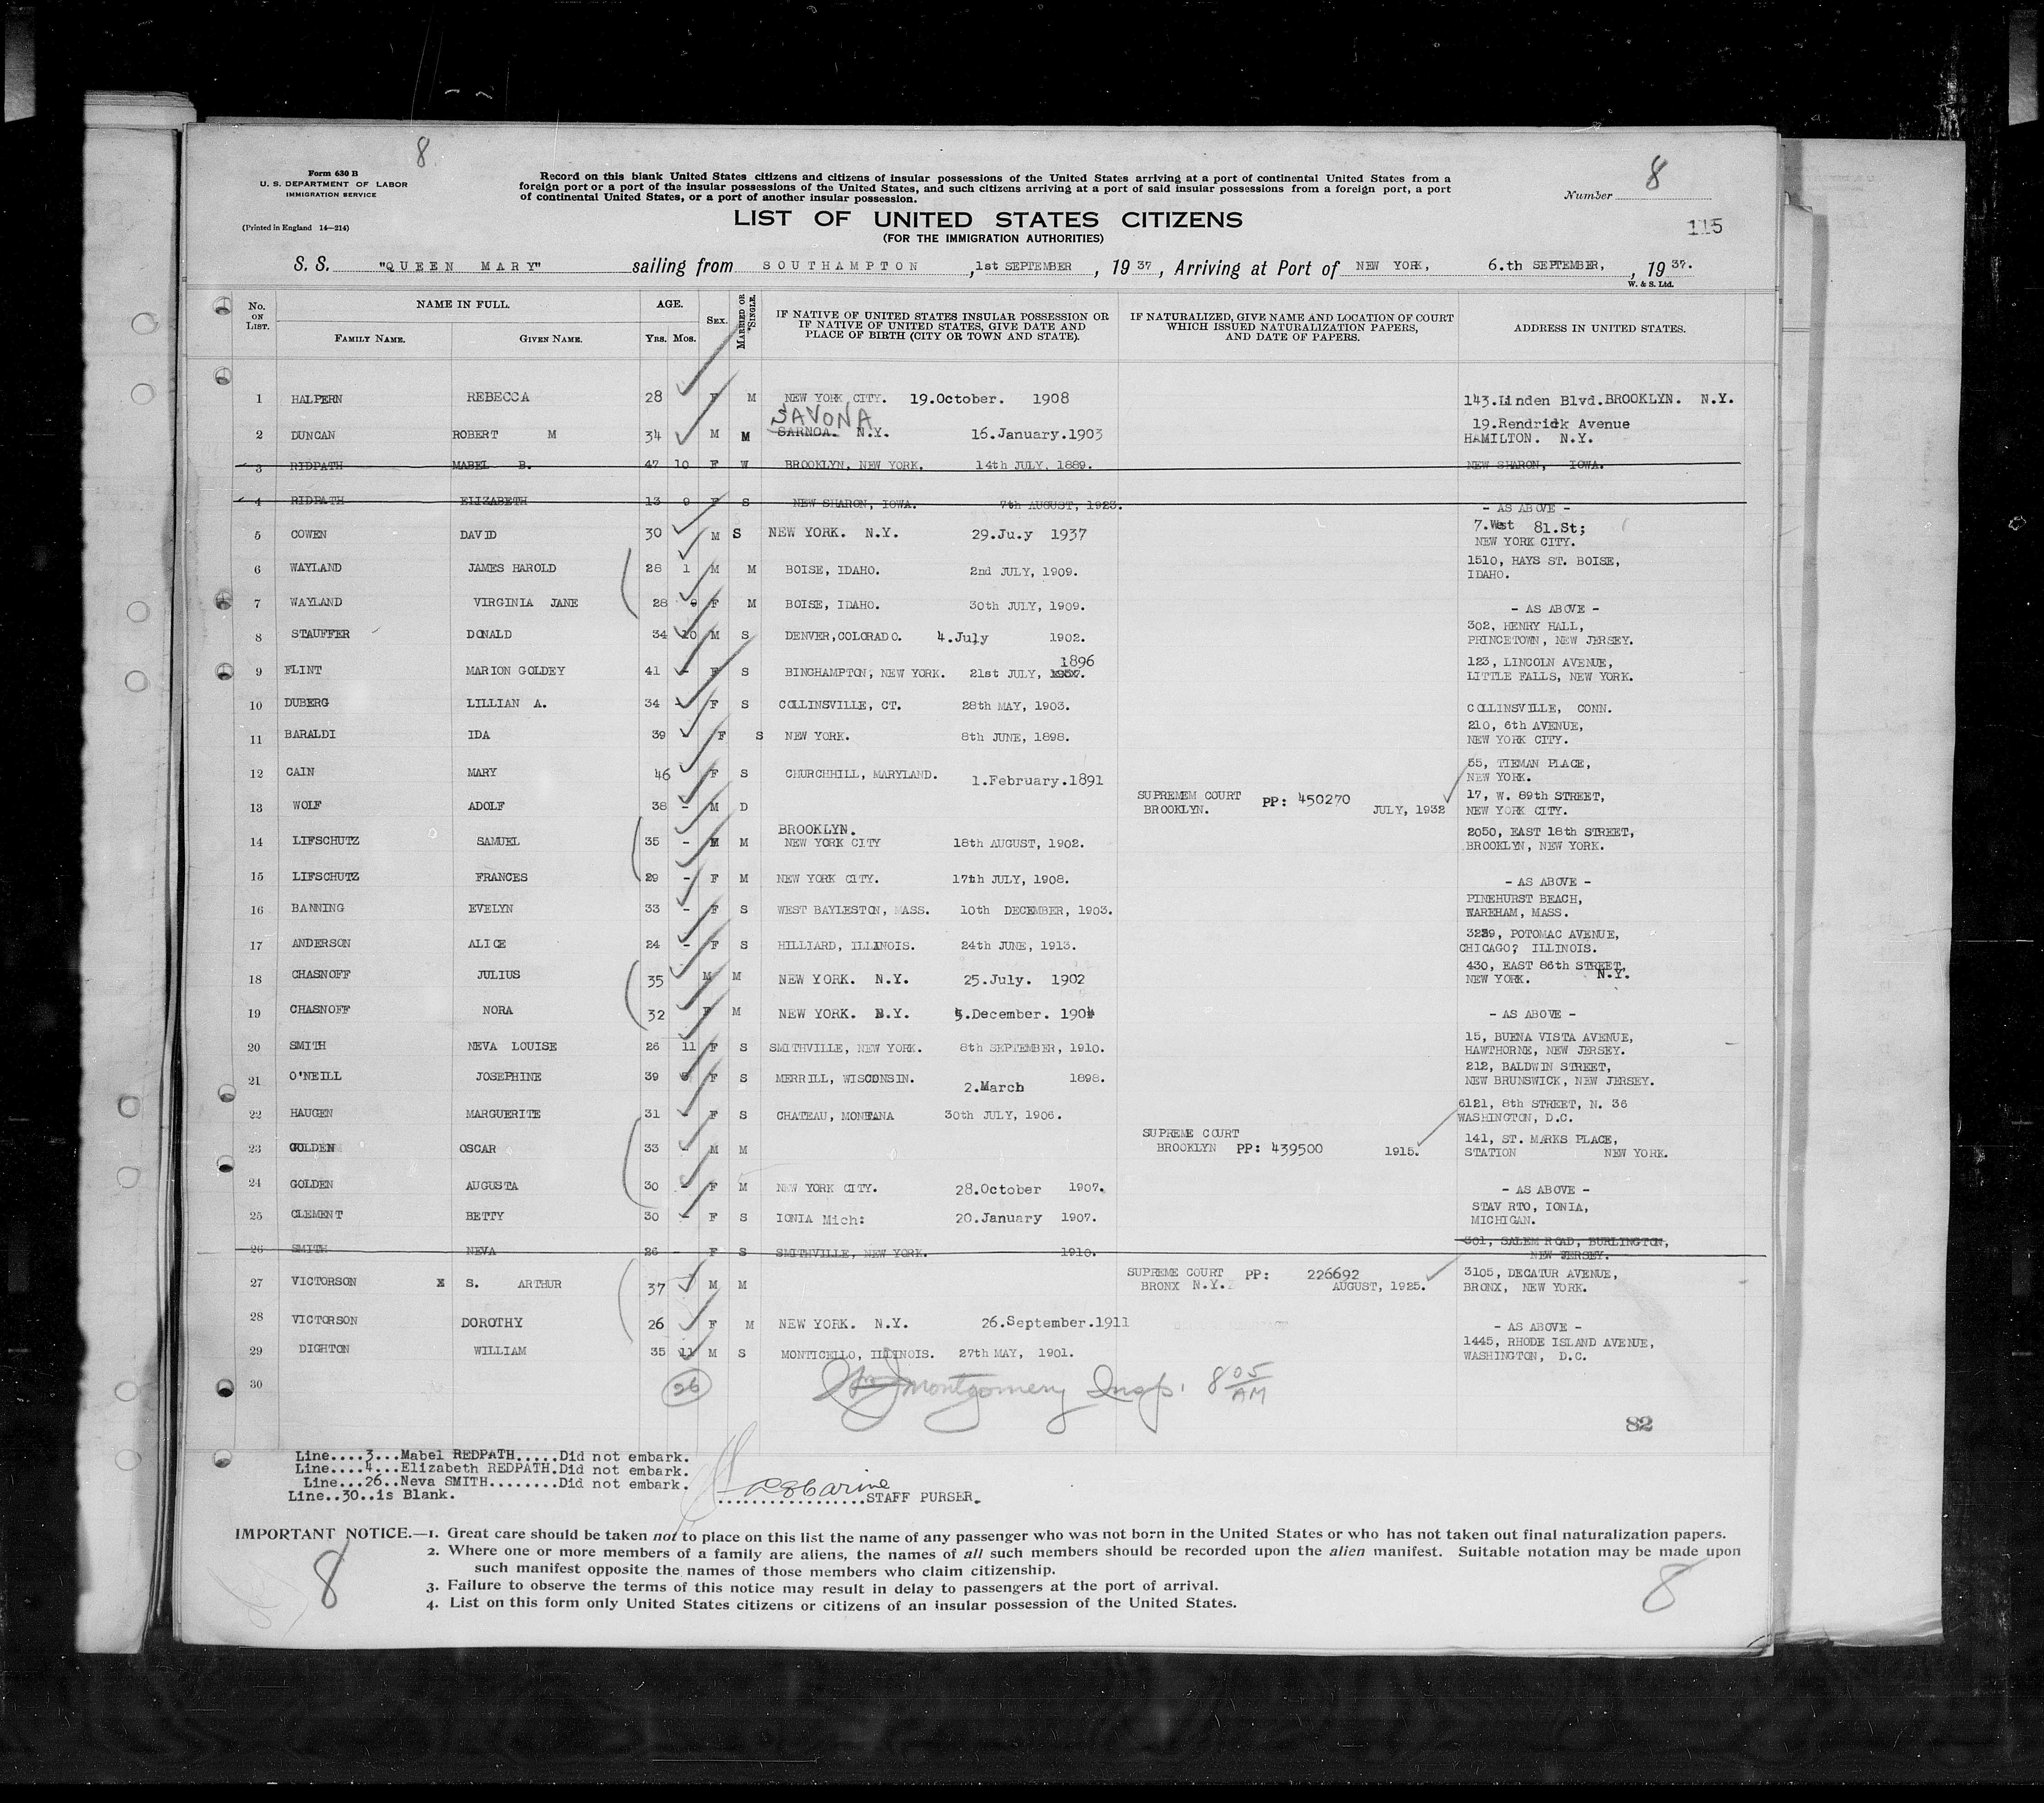 8
8
Form 630 B
U. S. DEPARTMENT OF LABOR
IMMIGRATION SERVICE
(Printed in England 14—214)
Record on this blank United States citizens and citizens of insular possessions of the United States arriving at a port of continental United States from a
foreign port or a port of the insular possessions of the United States, and such citizens arriving at a port of said insular possessions from a foreign port, a port
of continental United States, or a port of another insular possession.
Number
LIST OF UNITED STATES CITIZENS
(FOR THE IMMIGRATION AUTHORITIES)
115
S. S. "QUEEN MARY" sailing from SOUTHAMPTON, 1st SEPTEMBER, 1937, Arriving at Port of NEW YORK, 6.th SEPTEMBER, 1937.
W. & S. Ltd.
No. ON LIST. NAME IN FULL. AGE. SEX. MARRIED OR SINGLE. IF NATIVE OF UNITED STATES INSULAR POSSESSION OR IF NATIVE OF UNITED STATES, GIVE DATE AND PLACE OF BIRTH (CITY OR TOWN AND STATE). IF NATURALIZED, GIVE NAME AND LOCATION OF COURT WHICH ISSUED NATURALIZATION PAPERS, AND DATE OF PAPERS. ADDRESS IN UNITED STATES.
FAMILY NAME. GIVEN NAME. YRS. MOS.
1 HALPERN REBECCA 28 F M NEW YORK CITY. 19.October. 1908 143.Linden Blvd.BROOKLYN. N.Y.
SAVONA
2 DUNCAN ROBERT M 34 M M SARNOA. N.Y. 16.January.1903 19.Rendrick Avenue
HAMILTON. N.Y.
3 RIDPATH MABEL B. 47 10 F W BROOKLYN, NEW YORK. 14th JULY, 1889. NEW SHARON, IOWA.
4 RIDPATH ELIZABETH 13 9 F S NEW SHARON, IOWA. 7th AUGUST, 1923.
- AS ABOVE -
5 COWEN DAVID 30 M S NEW YORK. N.Y. 29.Ju.y 1937 7.West 81.St;
NEW YORK CITY.
6 WAYLAND JAMES HAROLD 28 1 M M BOISE, IDAHO. 2nd JULY, 1909. 1510, HAYS ST. BOISE,
IDAHO.
7 WAYLAND VIRGINIA JANE 28 F M BOISE, IDAHO. 30th JULY, 1909. - AS ABOVE -
8 STAUFFER DONALD 34 10 M S DENVER,COLORADO. 4.July 1902. 302, HENRY HALL,
PRINCETOWN, NEW JERSEY.
1896
9 FLINT MARION GOLDEY 41 - F S BINGHAMPTON, NEW YORK. 21st JULY, 123, LINCOLN AVENUE,
LITTLE FALLS, NEW YORK.
10 DUBERG LILLIAN A. 34 - F S COLLINSVILLE, CT. 28th MAY, 1903. COLLINSVILLE, CONN.
11 BARALDI IDA 39 F S NEW YORK. 8th JUNE, 1898. 210, 6th AVENUE,
NEW YORK CITY.
12 CAIN MARY 46 F S CHURCHHILL, MARYLAND. 1.February.1891 55, TIEMAN PLACE,
NEW YORK.
13 WOLF ADOLF 38 - M D SUPREMEM COURT PP: 450270 17, W. 89th STREET,
BROOKLYN. JULY, 1932 NEW YORK CITY.
BROOKLYN.
14 LIFSCHUTZ SAMUEL 35 - M M NEW YORK CITY 18th AUGUST, 1902. 2050, EAST 18th STREET,
BROOKLYN, NEW YORK.
15 LIFSCHUTZ FRANCES 29 - F M NEW YORK CITY. 17th JULY, 1908. - AS ABOVE -
16 BANNING EVELYN 33 - F S WEST BAYLESTON, MASS. 10th DECEMBER, 1903. PINEHURST BEACH,
WAREHAM, MASS.
17 ANDERSON ALICE 24 - F S HILLIARD, ILLINOIS. 24th JUNE, 1913. POTOMAC AVENUE,
CHICAGO? ILLINOIS.
18 CHASNOFF JULIUS 35 M M NEW YORK. N.Y. 25.July. 1902 430, EAST 86th STREET,
NEW YORK. N.Y.
19 CHASNOFF NORA 32 F M NEW YORK. N.Y. 5.December. 1904 - AS ABOVE -
20 SMITH NEVA LOUISE 26 11 F S SMITHVILLE, NEW YORK. 8th SEPTEMBER, 1910. 15, BUENA VISTA AVENUE,
HAWTHORNE, NEW JERSEY.
21 O'NEILL JOSEPHINE 39 F S MERRILL, WISCONSIN. 2.March 1898. 212, BALDWIN STREET,
NEW BRUNSWICK, NEW JERSEY.
22 HAUGEN MARGUERITE 31 - F S CHATEAU, MONTANA 30th JULY, 1906. 6121, 8th STREET, N. 36
WASHINGTON, D.C.
23 GOLDEN OSCAR 33 - M M SUPREME COURT
BROOKLYN PP: 439500 1915. 141, ST. MARKS PLACE,
STATION NEW YORK.
24 GOLDEN AUGUSTA 30 - F M NEW YORK CITY. 28.October 1907. - AS ABOVE -
25 CLEMENT BETTY 30 - F S IONIA Mich: 20.January 1907. STAV RTO, IONIA,
MICHIGAN.
26 SMITH NEVA 26 - F S SMITHVILLE, NEW YORK. 1910. 301, SALEM ROAD, BURLINGTON,
NEW JERSEY.
27 VICTORSON X S. ARTHUR 37 M M SUPREME COURT PP: 226692 3105, DECATUR AVENUE,
BRONX N.Y. AUGUST, 1925. BRONX, NEW YORK.
28 VICTORSON DOROTHY 26 F M NEW YORK. N.Y. 26.September.1911 - AS ABOVE -
29 DIGHTON WILLIAM 35 11 M S MONTICELLO, ILLINOIS. 27th MAY, 1901. 1445, RHODE ISLAND AVENUE,
WASHINGTON, D.C.
30
26 Montgomery Insp. 8 05 AM
82
Line....3...Mabel REDPATH.....Did not embark.
Line....4...Elizabeth REDPATH.Did not embark.
Line...26..Neva SMITH........Did not embark.
Line..30..is Blank.
STAFF PURSER.
IMPORTANT NOTICE.—1. Great care should be taken not to place on this list the name of any passenger who was not born in the United States or who has not taken out final naturalization papers.
2. Where one or more members of a family are aliens, the names of all such members should be recorded upon the alien manifest. Suitable notation may be made upon
such manifest opposite the names of those members who claim citizenship.
3. Failure to observe the terms of this notice may result in delay to passengers at the port of arrival.
4. List on this form only United States citizens or citizens of an insular possession of the United States.
8
8